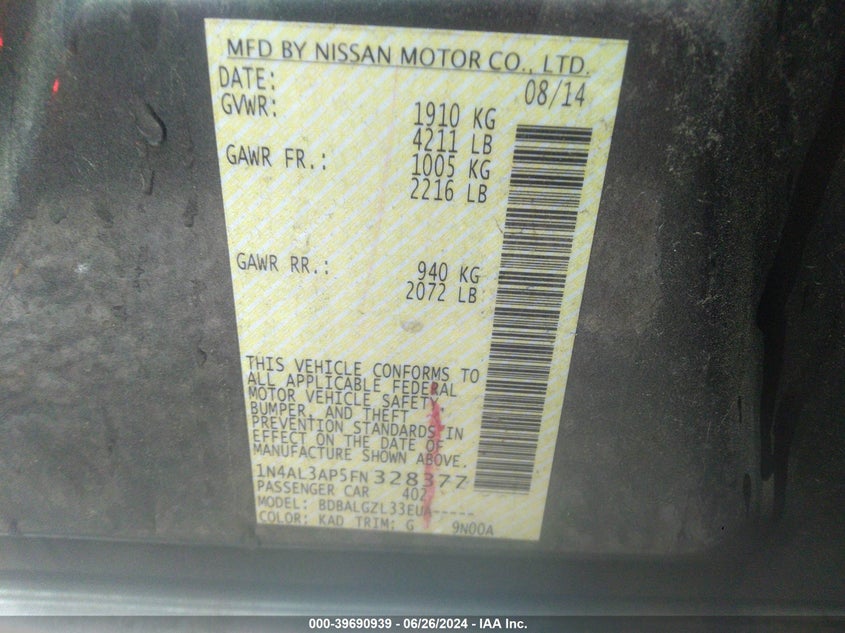 MFD BY NISSAN MOTOR CO., LTD.
DATE: 08/14
GVWR: 1910 KG
4211 LB
GAWR FR.: 1005 KG
2216 LB
GAWR RR.: 940 KG
2072 LB
THIS VEHICLE CONFORMS TO
ALL APPLICABLE FEDERAL
MOTOR VEHICLE SAFETY,
BUMPER, AND THEFT
PREVENTION STANDARDS IN
EFFECT ON THE DATE OF
MANUFACTURE SHOWN ABOVE.
1N4AL3AP5FN328377
PASSENGER CAR 402
MODEL: BDBALGZL33EUA-----
COLOR: KAD TRIM: G 9N00A
000-39690939 - 06/26/2024 - IAA Inc.